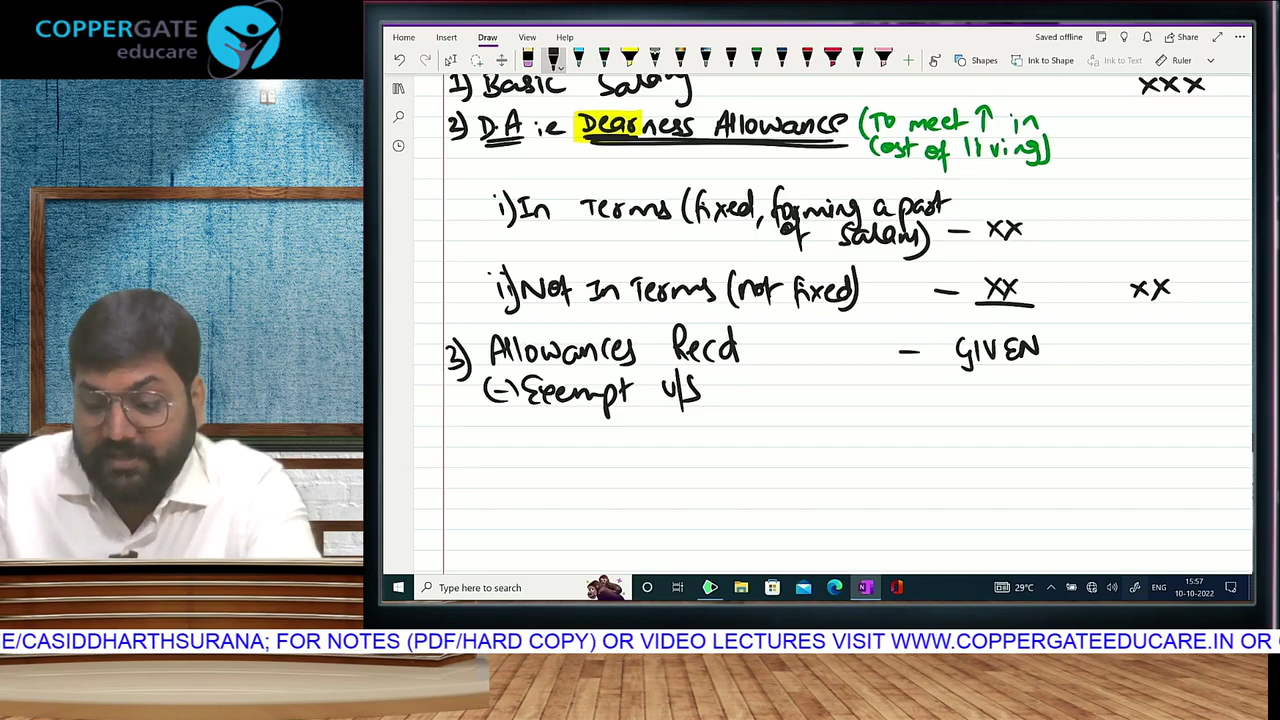 COPPERGATE
educare
Home Insert Draw View Help
Saved offline
Share
Shapes
Ink to Shape
Ink to Text
Ruler
1) Basic Salary XXX
2) D.A ie Dearness Allowance (To meet ↑ in
Cost of living)
i) In Terms (fixed, forming a part
of Salary) — XX
ii) Not In Terms (not fixed) — XX XX
3) Allowances Recd — GIVEN
(-) Exempt u/s
Type here to search
29°C
ENG
15:57
10-10-2022
E/CASIDDHARTHSURANA; FOR NOTES (PDF/HARD COPY) OR VIDEO LECTURES VISIT WWW.COPPERGATEEDUCARE.IN OR